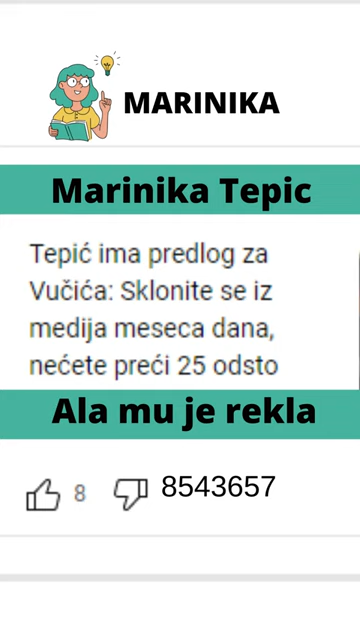 MARINIKA
Marinika Tepic
Tepić ima predlog za
Vučića: Sklonite se iz
medija meseca dana,
nećete preći 25 odsto
Ala mu je rekla
8 8543657